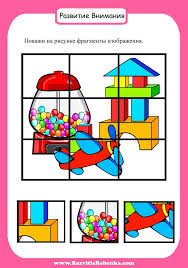 Развитие Внимания
Покажи на рисунке фрагменты изображения.
www.RazvitieRebenka.com